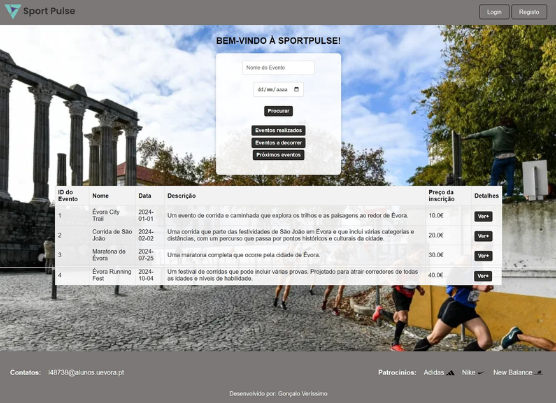 Sport Pulse
Login
Registo
BEM-VINDO À SPORTPULSE!
Nome do Evento
dd/mm/aaaa
Procurar
Eventos realizados
Eventos a decorrer
Próximos eventos
ID do Evento Nome Data Descrição Preço da inscrição Detalhes
1 Évora City Trail 2024-01-01 Um evento de corrida e caminhada que explora os trilhos e as paisagens ao redor de Évora. 10.0€ Ver+
2 Corrida de São João 2024-02-02 Uma corrida que parte das festividades de São João em Évora e que inclui várias categorias e distâncias, com um percurso que passa por pontos históricos e culturais da cidade. 20.0€ Ver+
3 Maratona de Évora 2024-07-25 Uma maratona completa que ocorre pela cidade de Évora. 30.0€ Ver+
4 Évora Running Fest 2024-10-04 Um festival de corridas que pode incluir várias provas. Projetado para atrair corredores de todas as idades e níveis de habilidade. 40.0€ Ver+
Contatos: l48738@alunos.uevora.pt
Patrocínios: Adidas Nike New Balance
Desenvolvido por: Gonçalo Veríssimo